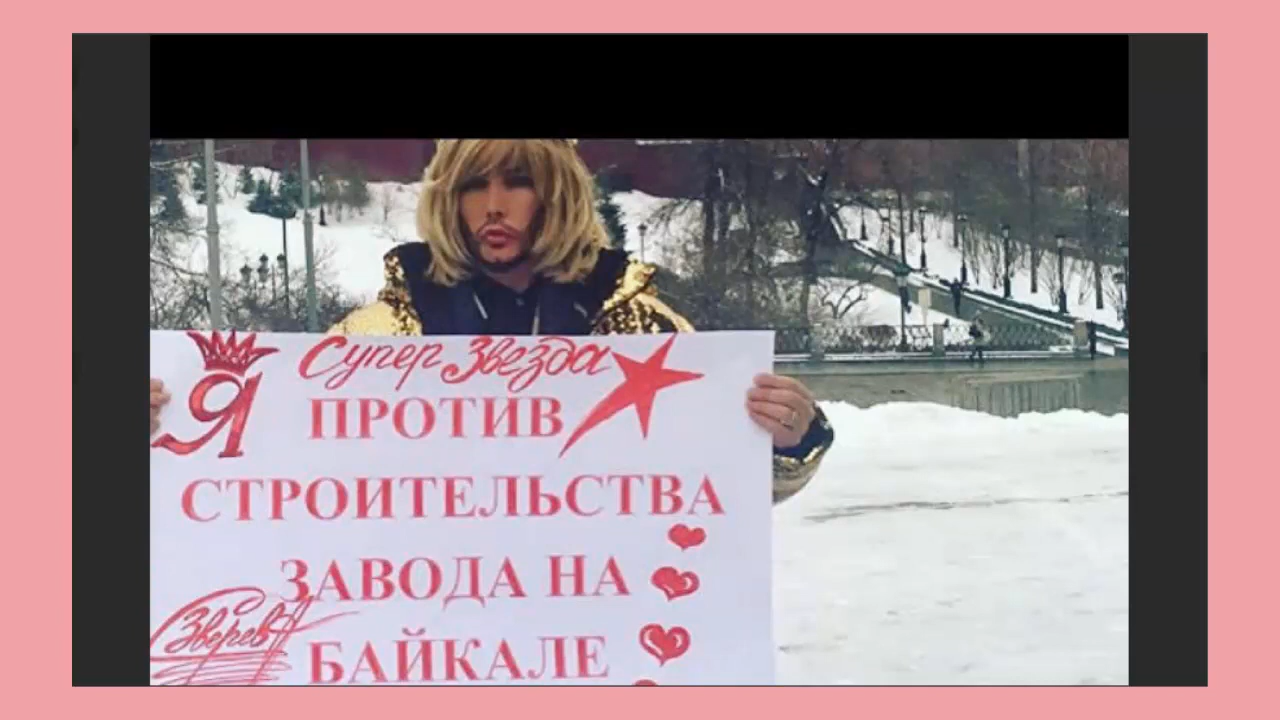 Я Супер Звезда
ПРОТИВ
СТРОИТЕЛЬСТВА
ЗАВОДА НА
Зверев
БАЙКАЛЕ